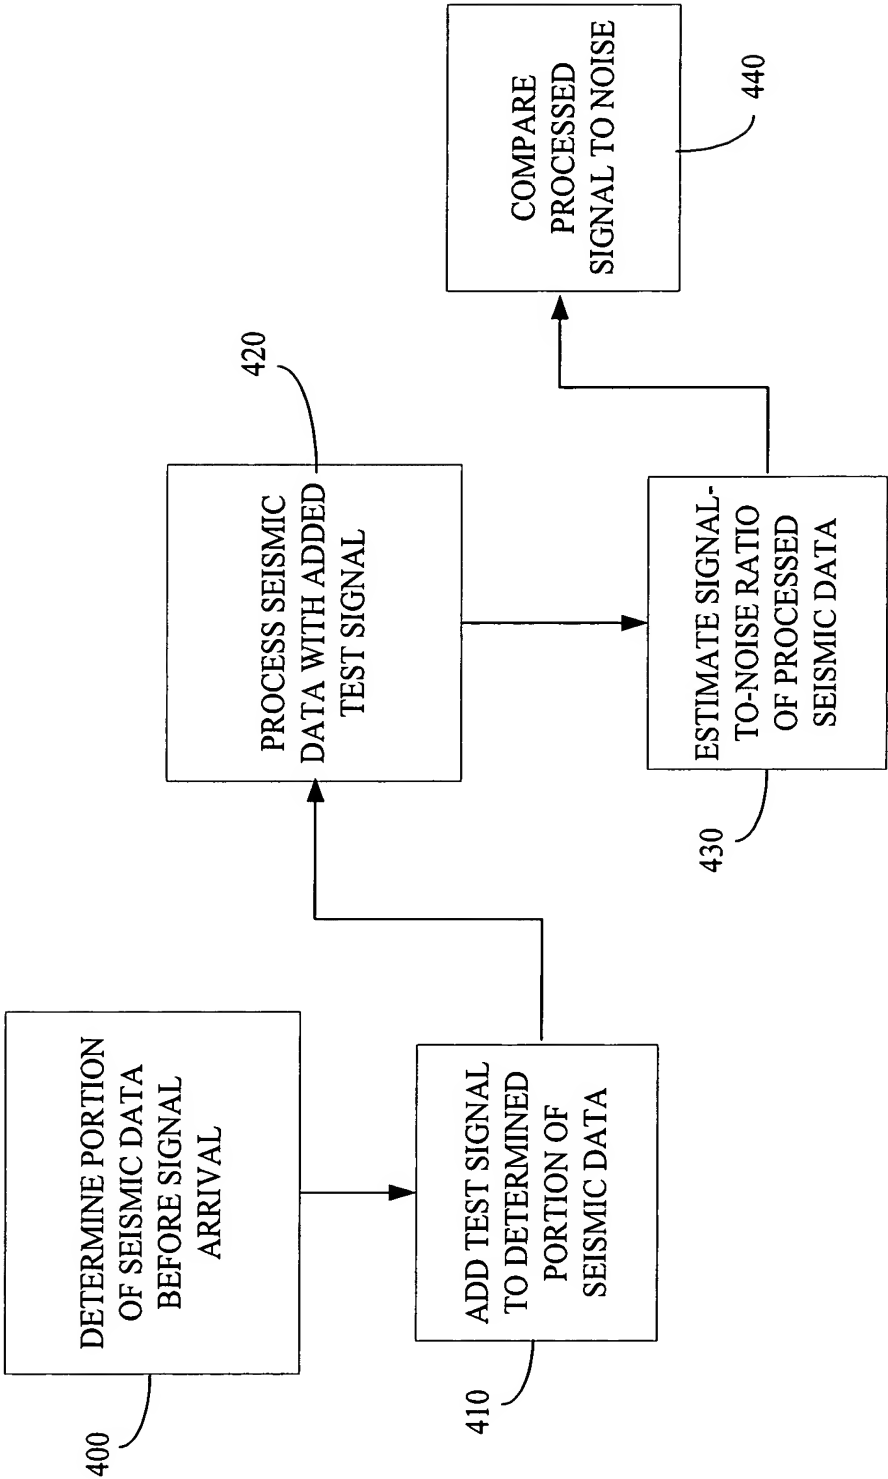 400
DETERMINE PORTION
OF SEISMIC DATA
BEFORE SIGNAL
ARRIVAL
410
ADD TEST SIGNAL
TO DETERMINED
PORTION OF
SEISMIC DATA
420
PROCESS SEISMIC
DATA WITH ADDED
TEST SIGNAL
430
ESTIMATE SIGNAL-
TO-NOISE RATIO
OF PROCESSED
SEISMIC DATA
440
COMPARE
PROCESSED
SIGNAL TO NOISE